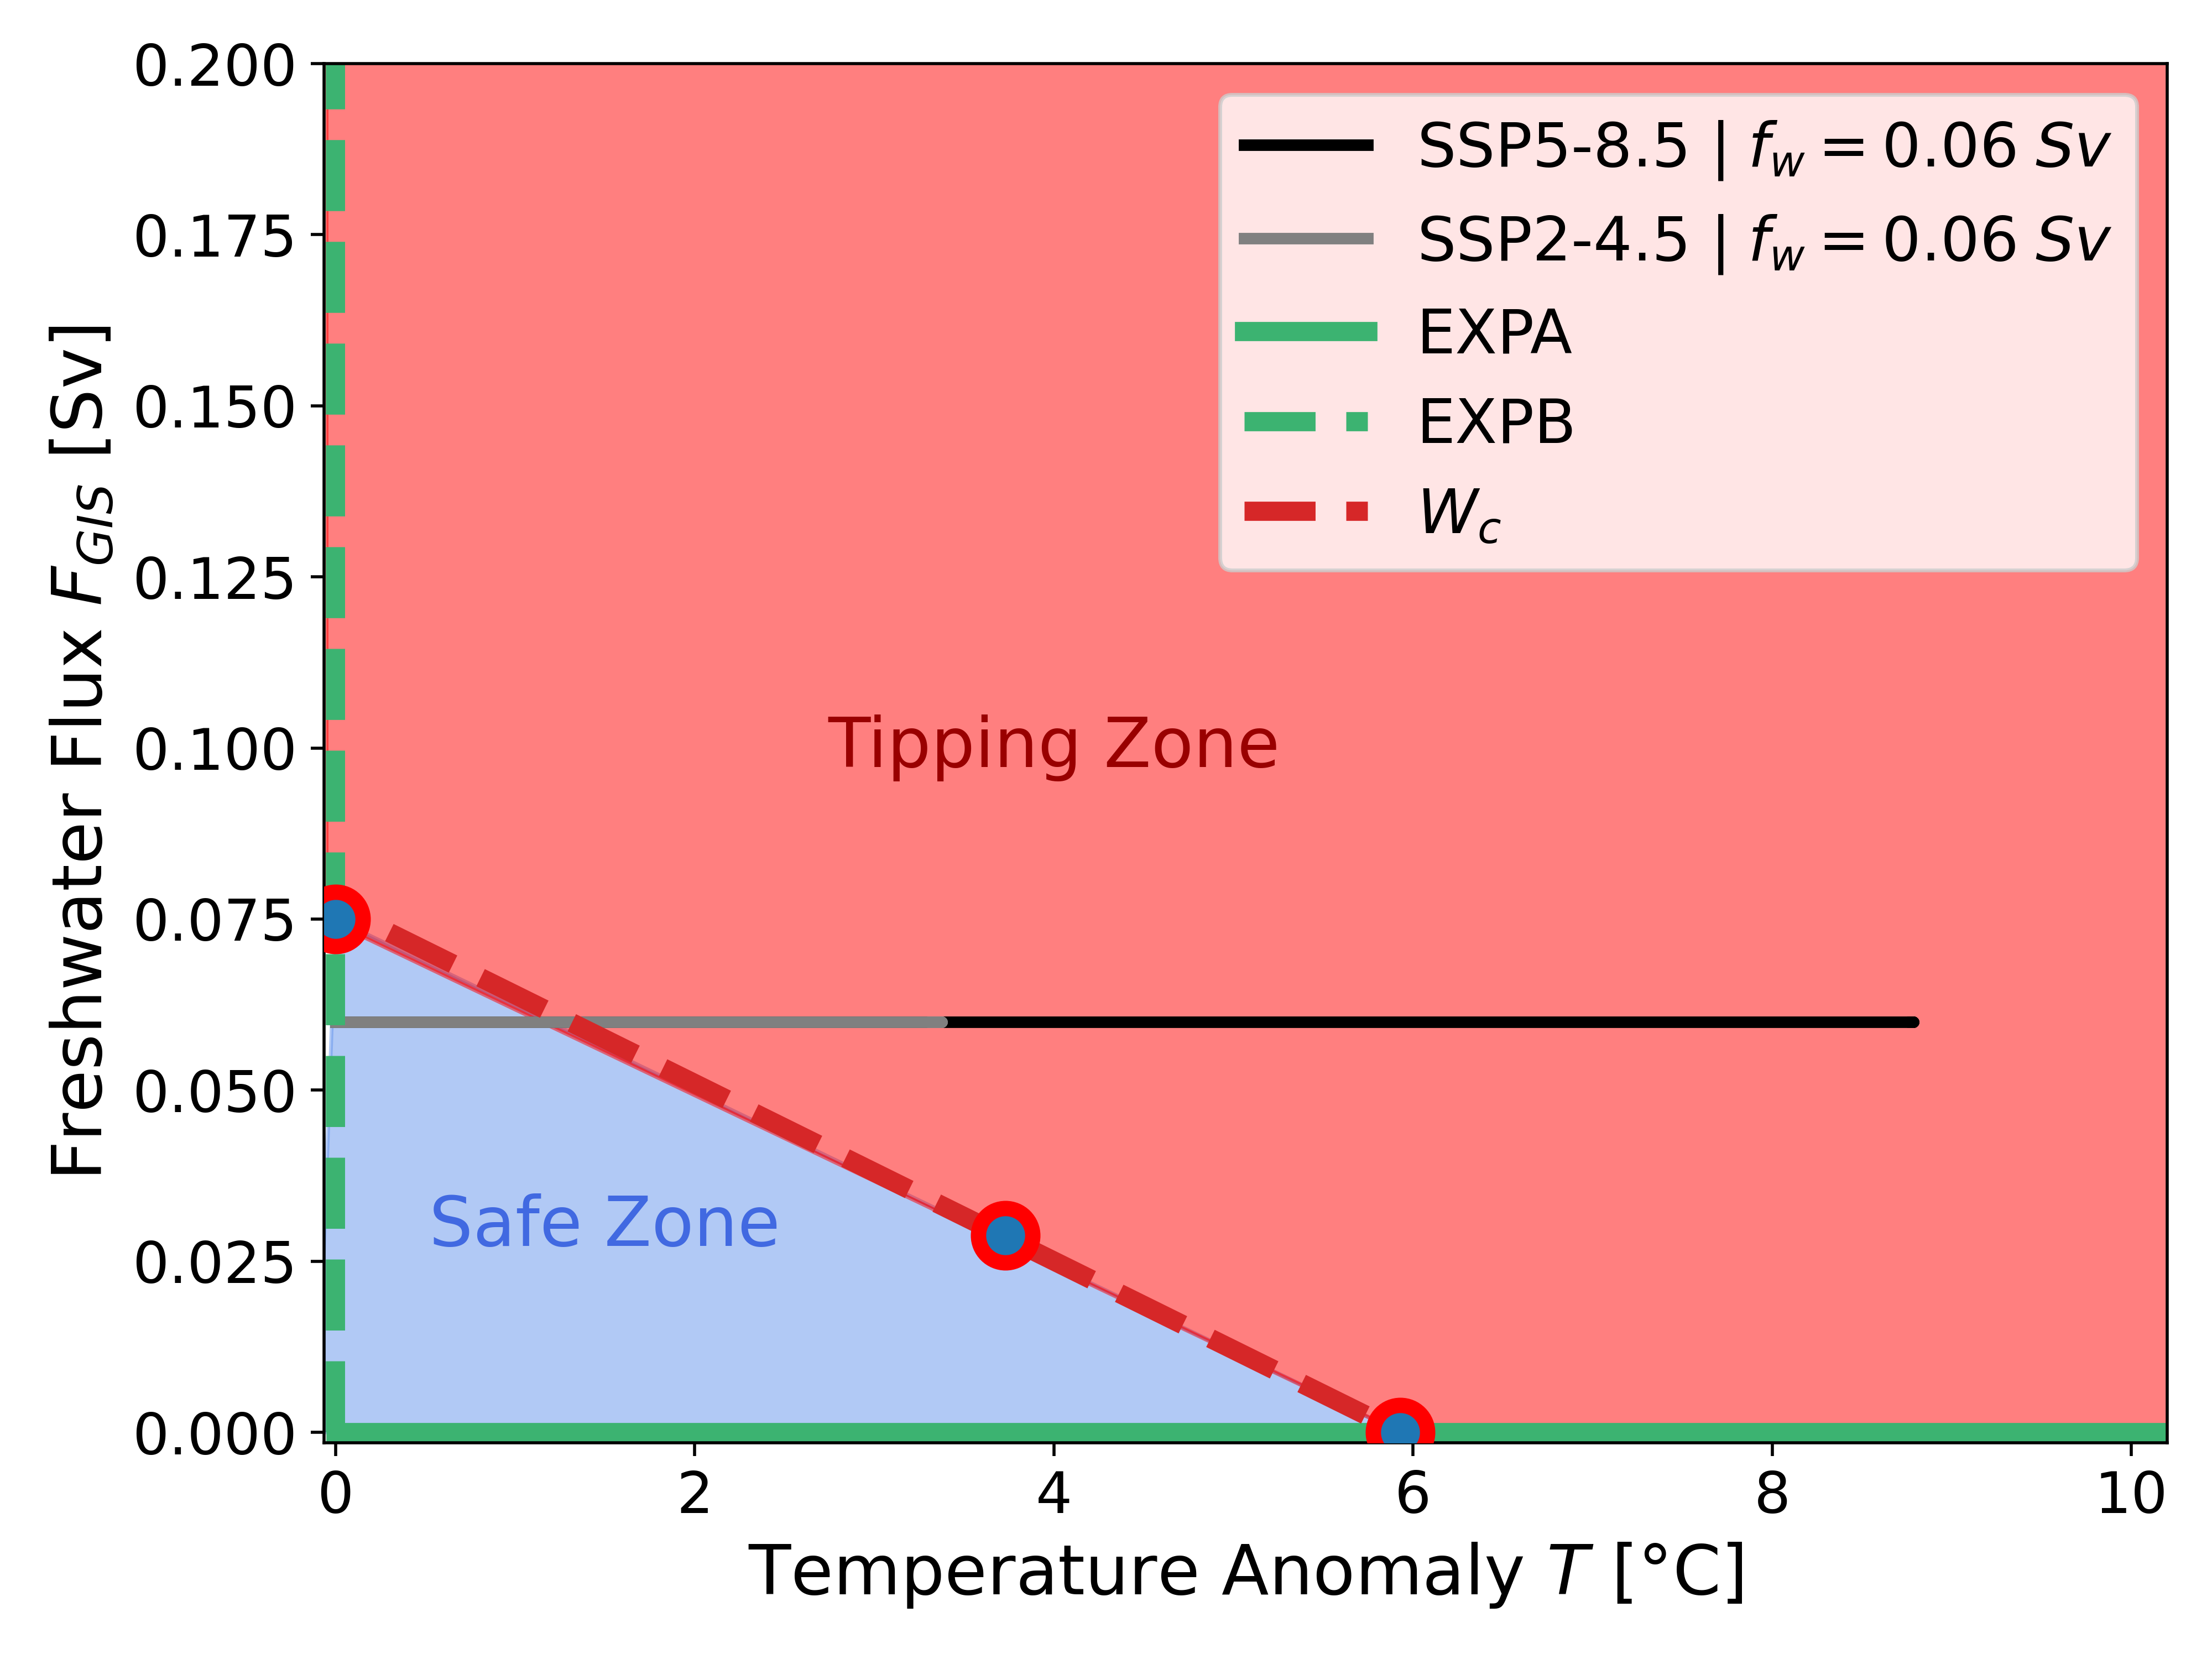 0.200
0.175
0.150
0.125
0.100
0.075
0.050
0.025
0.000
Freshwater Flux F_GIS [Sv]
SSP5-8.5 | f_w = 0.06 Sv
SSP2-4.5 | f_w = 0.06 Sv
EXPA
EXPB
W_c
Tipping Zone
Safe Zone
0 2 4 6 8 10
Temperature Anomaly T [°C]